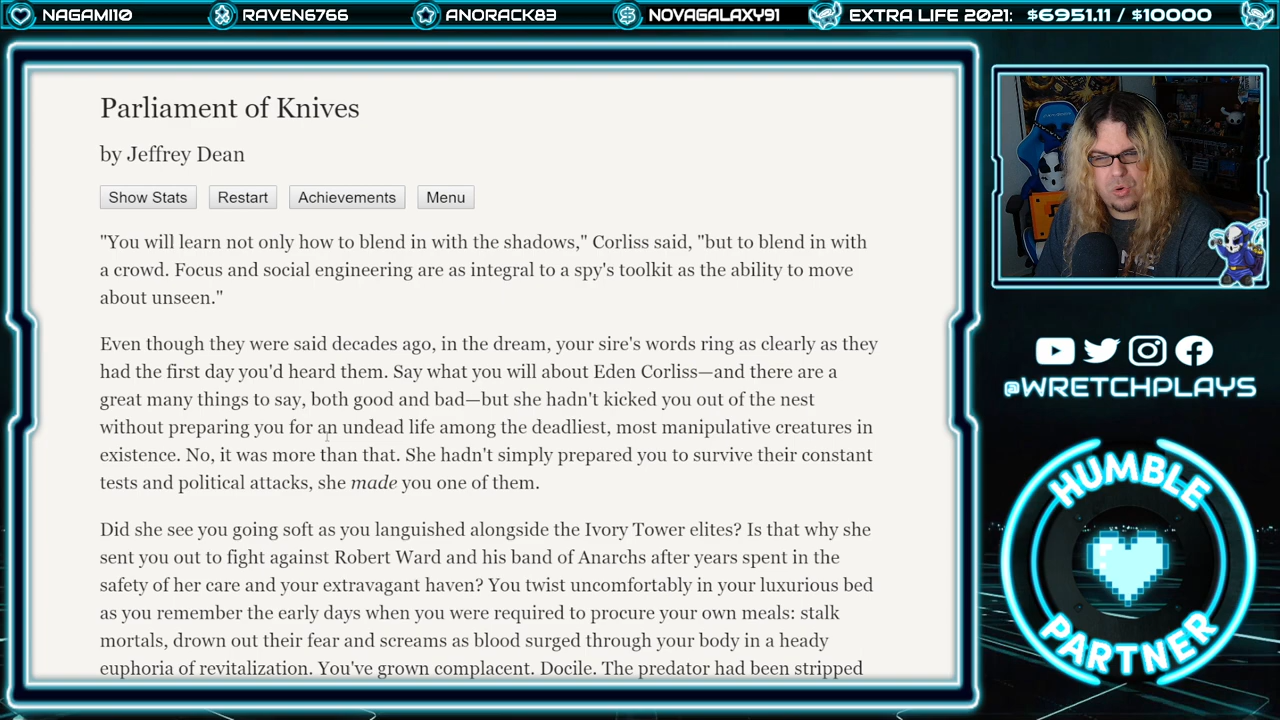 NAGAMI10
RAVEN6766
ANORACK83
NOVAGALAXY91
EXTRA LIFE 2021: $6951.11 / $10000
Parliament of Knives
by Jeffrey Dean
Show Stats
Restart
Achievements
Menu
"You will learn not only how to blend in with the shadows," Corliss said, "but to blend in with
a crowd. Focus and social engineering are as integral to a spy's toolkit as the ability to move
about unseen."
Even though they were said decades ago, in the dream, your sire's words ring as clearly as they
had the first day you'd heard them. Say what you will about Eden Corliss—and there are a
great many things to say, both good and bad—but she hadn't kicked you out of the nest
without preparing you for an undead life among the deadliest, most manipulative creatures in
existence. No, it was more than that. She hadn't simply prepared you to survive their constant
tests and political attacks, she made you one of them.
Did she see you going soft as you languished alongside the Ivory Tower elites? Is that why she
sent you out to fight against Robert Ward and his band of Anarchs after years spent in the
safety of her care and your extravagant haven? You twist uncomfortably in your luxurious bed
as you remember the early days when you were required to procure your own meals: stalk
mortals, drown out their fear and screams as blood surged through your body in a heady
euphoria of revitalization. You've grown complacent. Docile. The predator had been stripped
@WRETCHPLAYS
HUMBLE
PARTNER